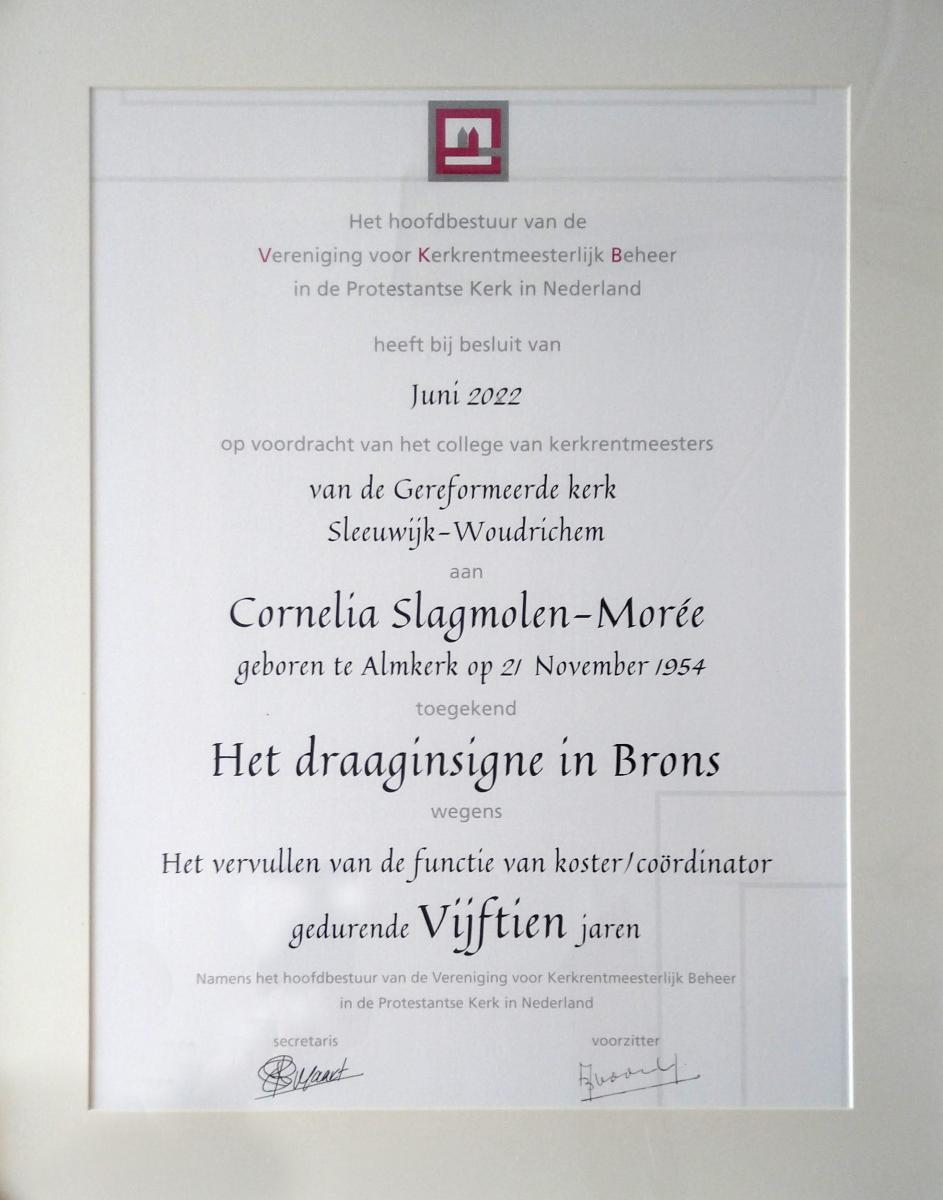 Het hoofdbestuur van de
Vereniging voor Kerkrentmeesterlijk Beheer
in de Protestantse Kerk in Nederland
heeft bij besluit van
Juni 2022
op voordracht van het college van kerkrentmeesters
van de Gereformeerde kerk
Sleeuwijk-Woudrichem
aan
Cornelia Slagmolen-Morée
geboren te Almkerk op 21 November 1954
toegekend
Het draaginsigne in Brons
wegens
Het vervullen van de functie van koster/coördinator
gedurende Vijftien jaren
Namens het hoofdbestuur van de Vereniging voor Kerkrentmeesterlijk Beheer
in de Protestantse Kerk in Nederland
secretaris voorzitter